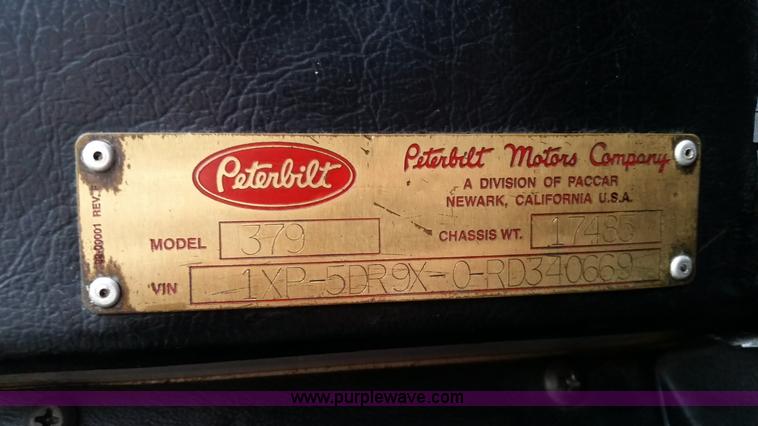 Peterbilt
Peterbilt Motors Company
A DIVISION OF PACCAR
NEWARK, CALIFORNIA U.S.A.
MODEL 379
CHASSIS WT. 17485
VIN 1XP-5DR9X-0-RD340669
www.purplewave.com